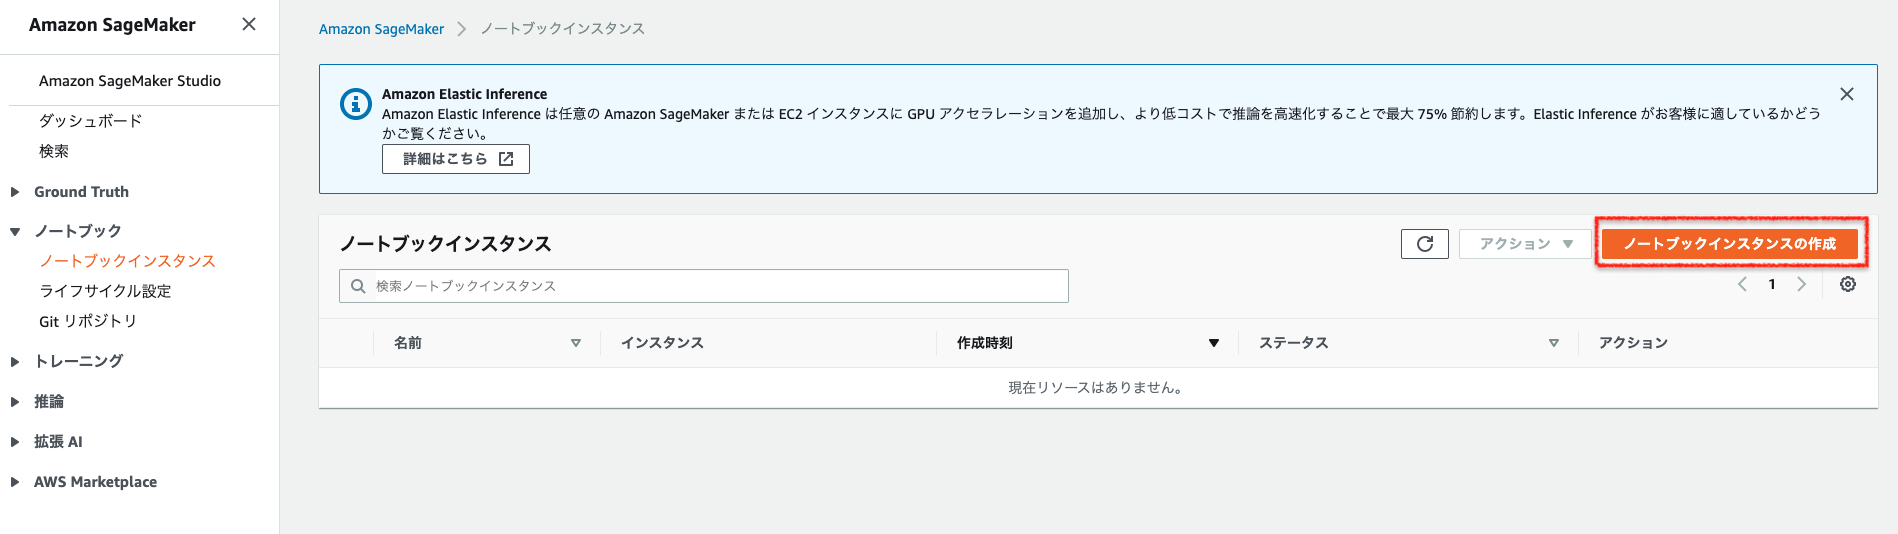 Amazon SageMaker
Amazon SageMaker Studio
ダッシュボード
検索
Ground Truth
ノートブック
ノートブックインスタンス
ライフサイクル設定
Git リポジトリ
トレーニング
推論
拡張 AI
AWS Marketplace
Amazon SageMaker ノートブックインスタンス
Amazon Elastic Inference
Amazon Elastic Inference は任意の Amazon SageMaker または EC2 インスタンスに GPU アクセラレーションを追加し、より低コストで推論を高速化することで最大 75% 節約します。Elastic Inference がお客様に適しているかどう
かご覧ください。
詳細はこちら
ノートブックインスタンス
アクション
ノートブックインスタンスの作成
検索ノートブックインスタンス
1
名前 インスタンス 作成時刻 ステータス アクション
現在リソースはありません。